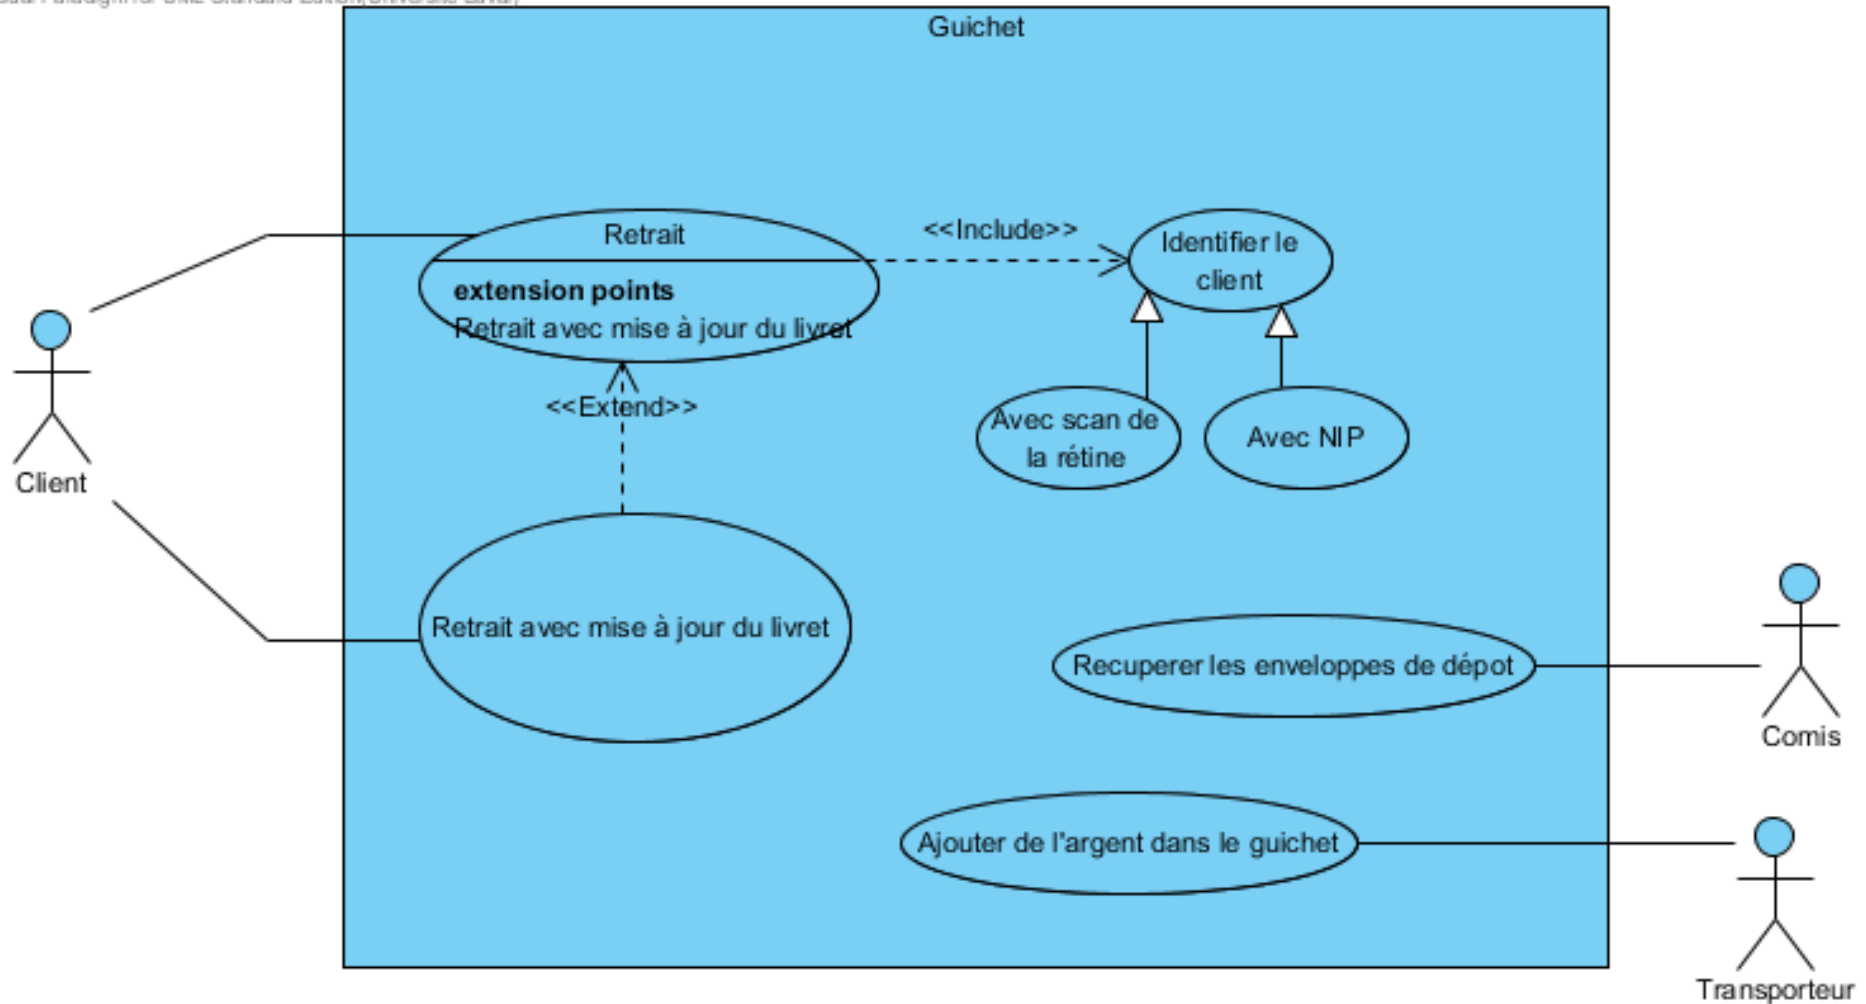 Guichet
Retrait
extension points
Retrait avec mise à jour du livret
<<Include>>
Identifier le
client
<<Extend>>
Avec scan de
la rétine
Avec NIP
Client
Retrait avec mise à jour du livret
Recuperer les enveloppes de dépot
Comis
Ajouter de l'argent dans le guichet
Transporteur